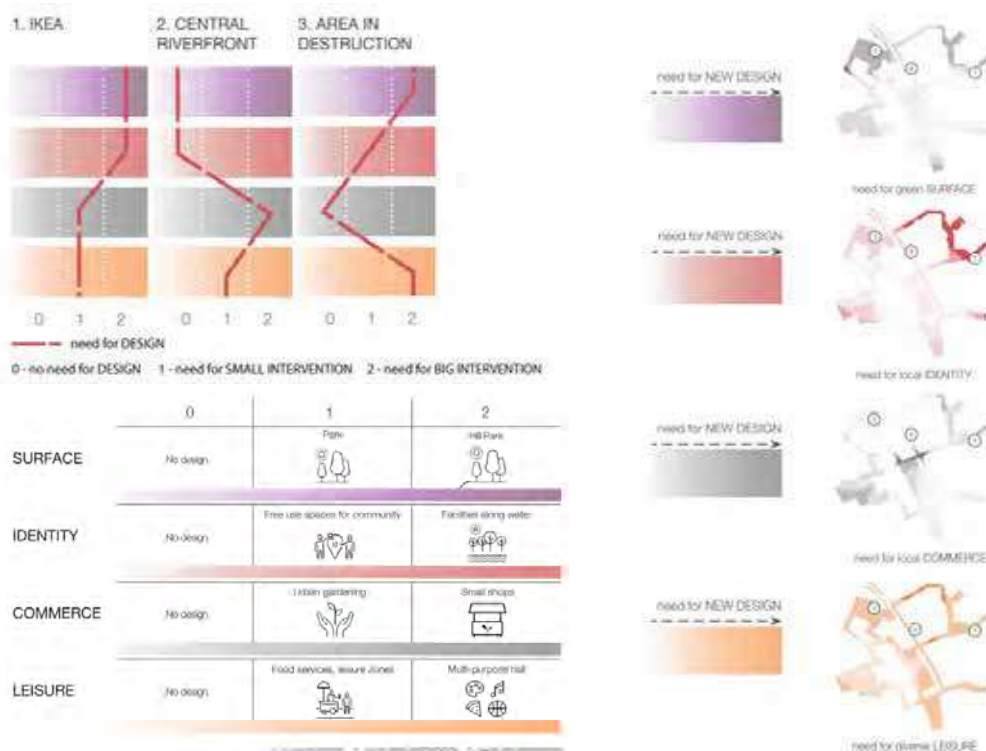 1. IKEA
2. CENTRAL
RIVERFRONT
3. AREA IN
DESTRUCTION
0 1 2
0 1 2
0 1 2
need for DESIGN
0 - no need for DESIGN 1 - need for SMALL INTERVENTION 2 - need for BIG INTERVENTION
0 1 2
SURFACE
No design
Park
Hill Park
IDENTITY
No design
Free use spaces for community
Facilities along water
COMMERCE
No design
Urban gardening
Small shops
LEISURE
No design
Food services, leisure zones
Multi-purpose hall
need for NEW DESIGN
need for green SURFACE
need for NEW DESIGN
need for local IDENTITY
need for NEW DESIGN
need for local COMMERCE
need for NEW DESIGN
need for diverse LEISURE